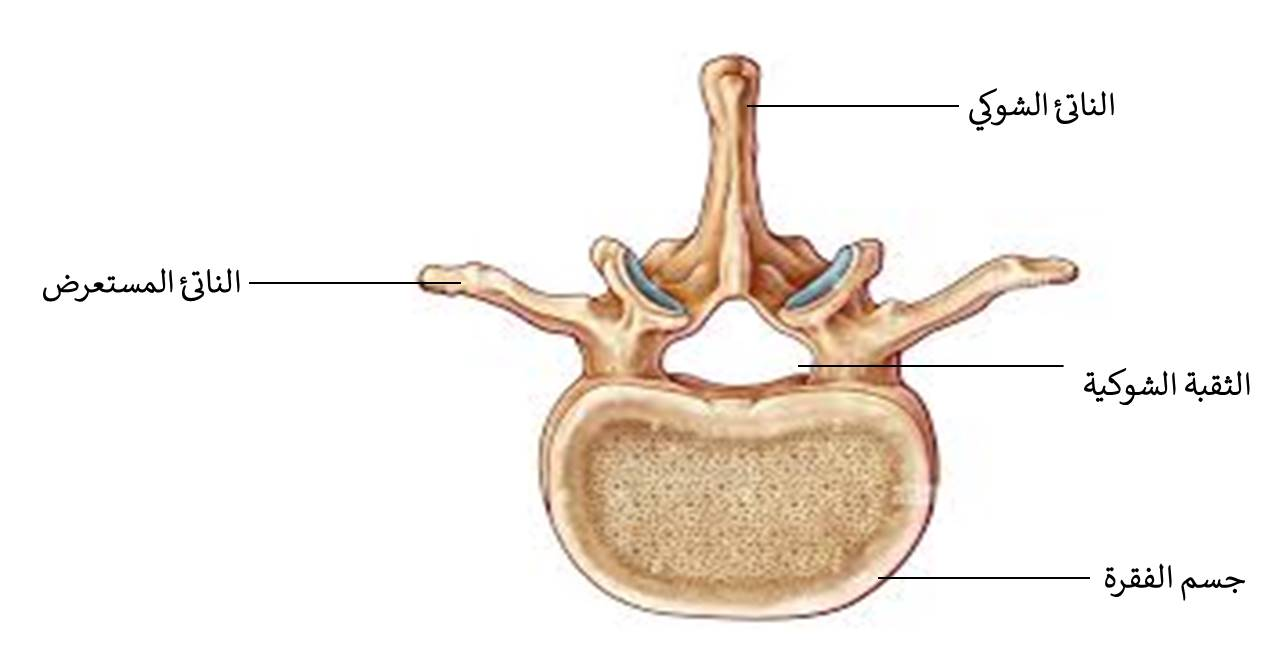 الناتئ الشوكي
الناتئ المستعرض
الثقبة الشوكية
جسم الفقرة